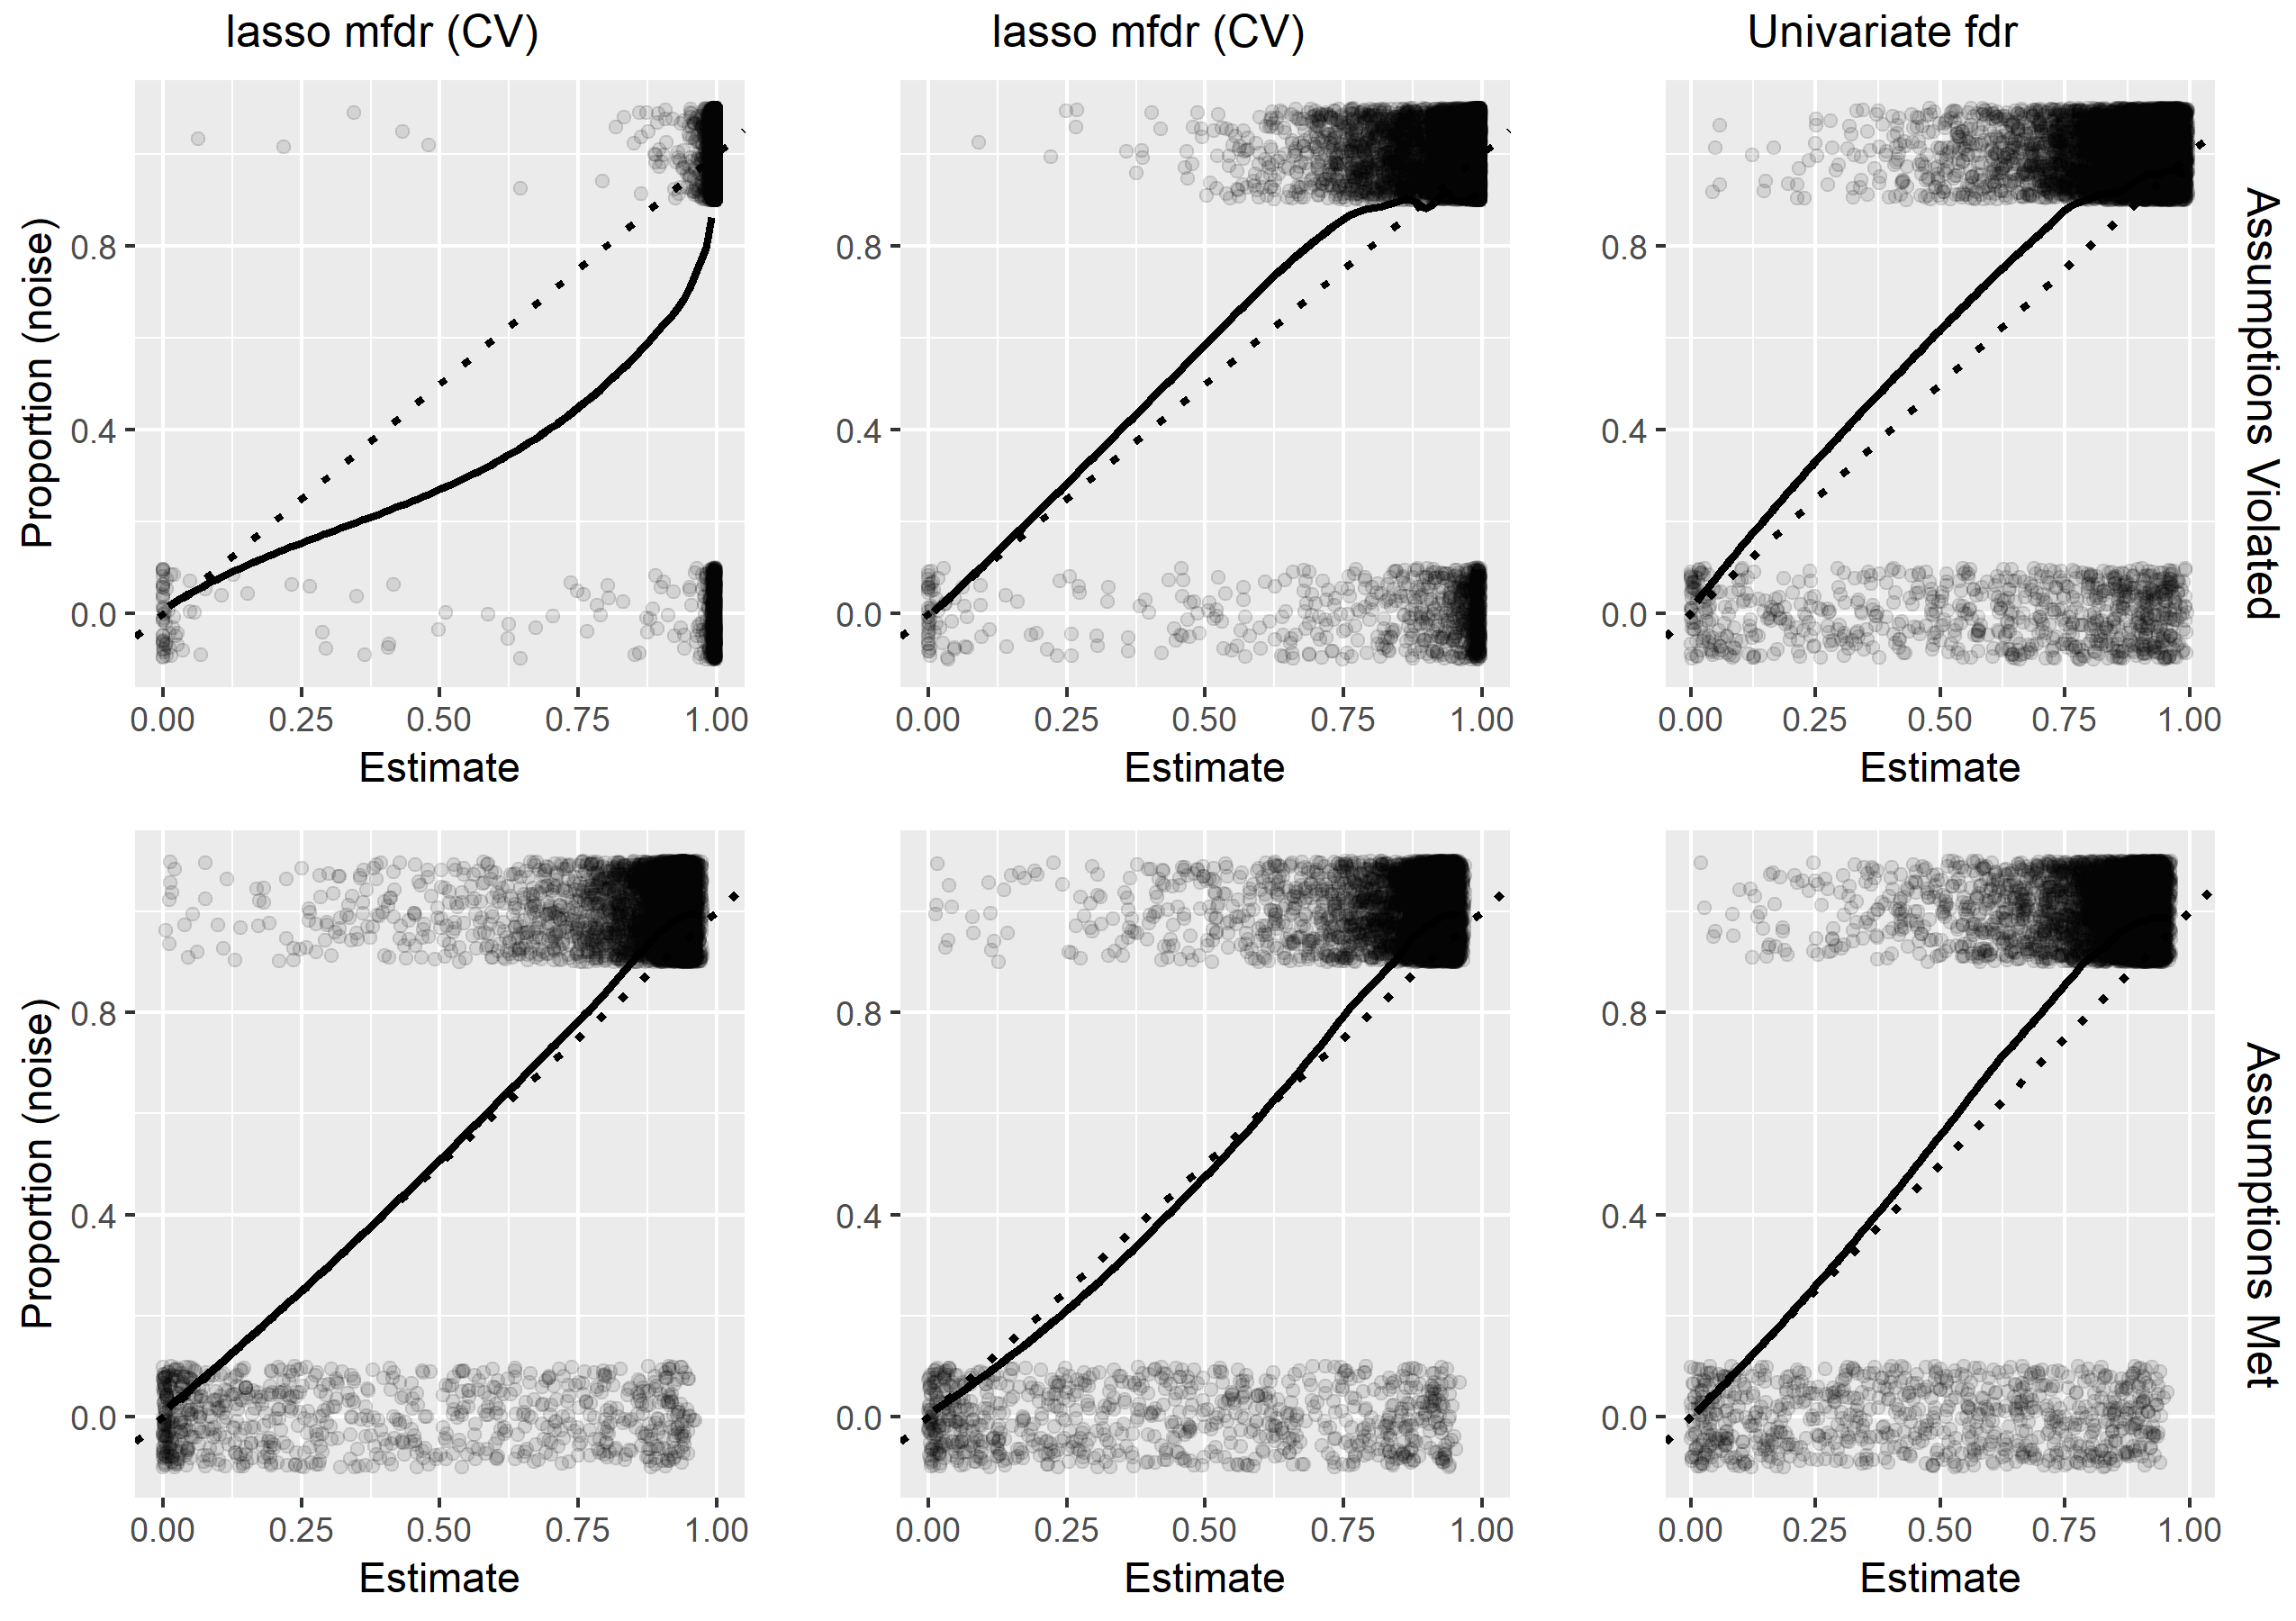 lasso mfdr (CV) lasso mfdr (CV) Univariate fdr
Proportion (noise)
0.8 0.8 0.8
0.4 0.4 0.4
0.0 0.0 0.0
Assumptions Violated
0.00 0.25 0.50 0.75 1.00 0.00 0.25 0.50 0.75 1.00 0.00 0.25 0.50 0.75 1.00
Estimate Estimate Estimate
Proportion (noise)
0.8 0.8 0.8
0.4 0.4 0.4
0.0 0.0 0.0
Assumptions Met
0.00 0.25 0.50 0.75 1.00 0.00 0.25 0.50 0.75 1.00 0.00 0.25 0.50 0.75 1.00
Estimate Estimate Estimate